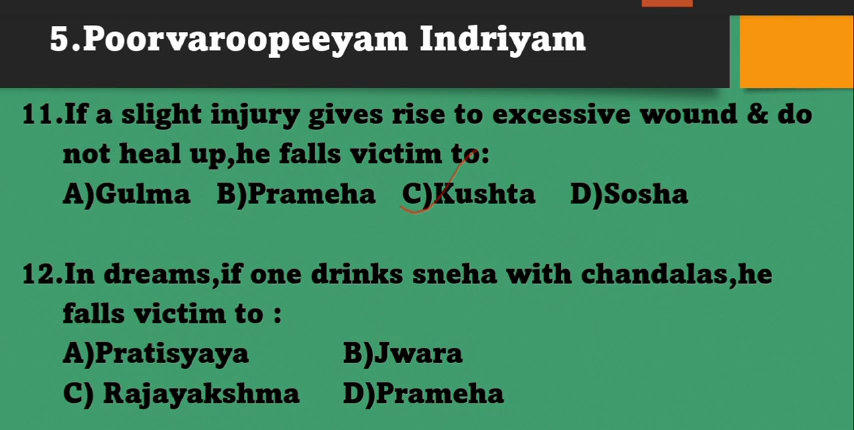 5.Poorvaroopeeyam Indriyam
11.If a slight injury gives rise to excessive wound & do
not heal up,he falls victim to:
A)Gulma B)Prameha C)Kushta D)Sosha
12.In dreams,if one drinks sneha with chandalas,he
falls victim to :
A)Pratisyaya B)Jwara
C) Rajayakshma D)Prameha